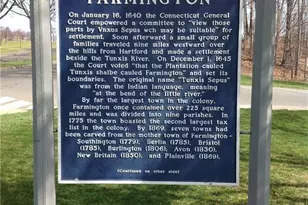 FARMINGTON
On January 16, 1640 the Connecticut General
Court empowered a committee to "view those
parts by Vnxus Sepus wch may be suitable" for
settlement. Soon afterward a small group of
families traveled nine miles westward over
the hills from Hartford and made a settlement
beside the Tunxis River. On December 1, 1645
the Court voted "that the Plantation called
Tunxis shalbe cauled Farmington" and set its
boundaries. The original name "Tunxis Sepus"
was from the Indian language, meaning
"at the bend of the little river."
By far the largest town in the colony,
Farmington once contained over 225 square
miles and was divided into nine parishes. In
1775 the town boasted the second largest tax
list in the colony. By 1869, seven towns had
been carved from the mother town of Farmington -
Southington (1779), Berlin (1785), Bristol
(1785), Burlington (1806), Avon (1830),
New Britain (1850), and Plainville (1869).
(Continued on other side)